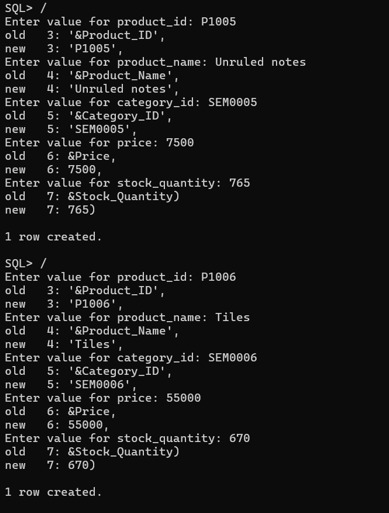 SQL> /
Enter value for product_id: P1005
old   3: '&Product_ID',
new   3: 'P1005',
Enter value for product_name: Unruled notes
old   4: '&Product_Name',
new   4: 'Unruled notes',
Enter value for category_id: SEM0005
old   5: '&Category_ID',
new   5: 'SEM0005',
Enter value for price: 7500
old   6: &Price,
new   6: 7500,
Enter value for stock_quantity: 765
old   7: &Stock_Quantity)
new   7: 765)
1 row created.
SQL> /
Enter value for product_id: P1006
old   3: '&Product_ID',
new   3: 'P1006',
Enter value for product_name: Tiles
old   4: '&Product_Name',
new   4: 'Tiles',
Enter value for category_id: SEM0006
old   5: '&Category_ID',
new   5: 'SEM0006',
Enter value for price: 55000
old   6: &Price,
new   6: 55000,
Enter value for stock_quantity: 670
old   7: &Stock_Quantity)
new   7: 670)
1 row created.